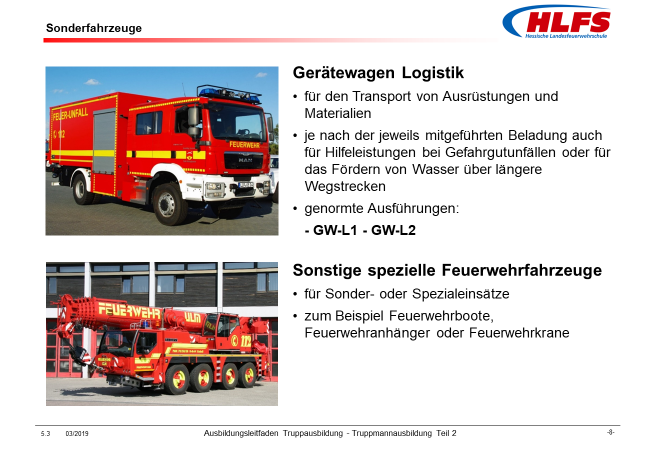 Sonderfahrzeuge
HLFS
Hessische Landesfeuerwehrschule
Gerätewagen Logistik
• für den Transport von Ausrüstungen und
Materialien
• je nach der jeweils mitgeführten Beladung auch
für Hilfeleistungen bei Gefahrgutunfällen oder für
das Fördern von Wasser über längere
Wegstrecken
• genormte Ausführungen:
- GW-L1 - GW-L2
FEUER-UNFALL
112
FEUERWEHR
MAN
Sonstige spezielle Feuerwehrfahrzeuge
• für Sonder- oder Spezialeinsätze
• zum Beispiel Feuerwehrboote,
Feuerwehranhänger oder Feuerwehrkrane
FEUERWEHR ULM
112
5.3 03/2019 Ausbildungsleitfaden Truppausbildung - Truppmannausbildung Teil 2 -8-